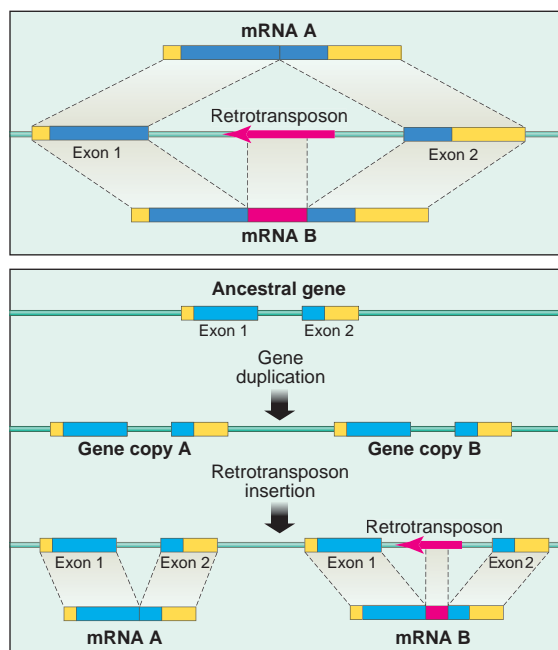 mRNA A
Retrotransposon
Exon 1
Exon 2
mRNA B
Ancestral gene
Exon 1
Exon 2
Gene
duplication
Gene copy A
Gene copy B
Retrotransposon
insertion
Retrotransposon
Exon 1
Exon 2
Exon 1
Exon 2
mRNA A
mRNA B